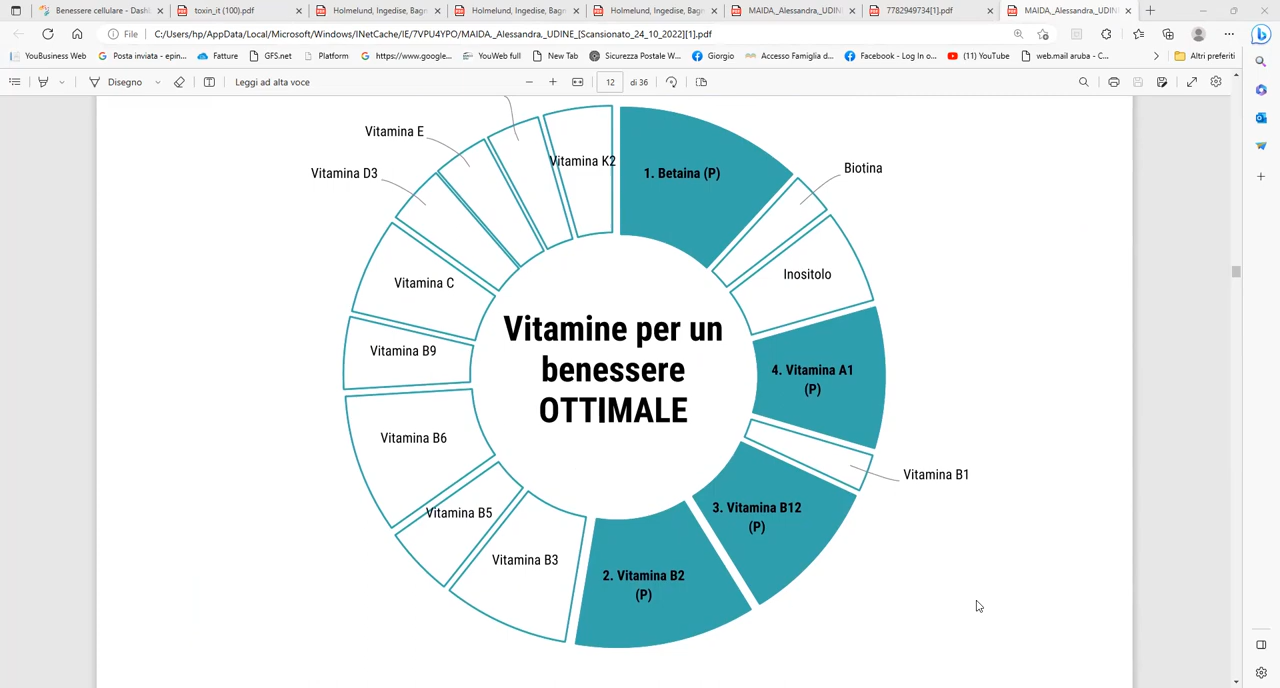 Benessere cellulare - Dashl
toxin_it (100).pdf
Holmelund, Ingedise, Bagn
Holmelund, Ingedise, Bagn
Holmelund, Ingedise, Bagn
MAIDA_Alessandra_UDINE
7782949734[1].pdf
MAIDA_Alessandra_UDIN
File
C:/Users/hp/AppData/Local/Microsoft/Windows/INetCache/IE/7VPU4YPO/MAIDA_Alessandra,_UDINE_[Scansionato_24_10_2022][1].pdf
YouBusiness Web
Posta inviata - epin...
Fatture
GFS.net
Platform
https://www.google...
YouWeb full
New Tab
Sicurezza Postale W...
Giorgio
Accesso Famiglia d...
Facebook - Log In o...
(11) YouTube
web.mail aruba - C...
Altri preferiti
Disegno
12
di 36
Leggi ad alta voce
Vitamina E
Vitamina D3
Vitamina K2
1. Betaina (P)
Biotina
Inositolo
Vitamina C
Vitamina B9
Vitamine per un
benessere
OTTIMALE
4. Vitamina A1
(P)
Vitamina B6
Vitamina B1
Vitamina B5
3. Vitamina B12
(P)
Vitamina B3
2. Vitamina B2
(P)